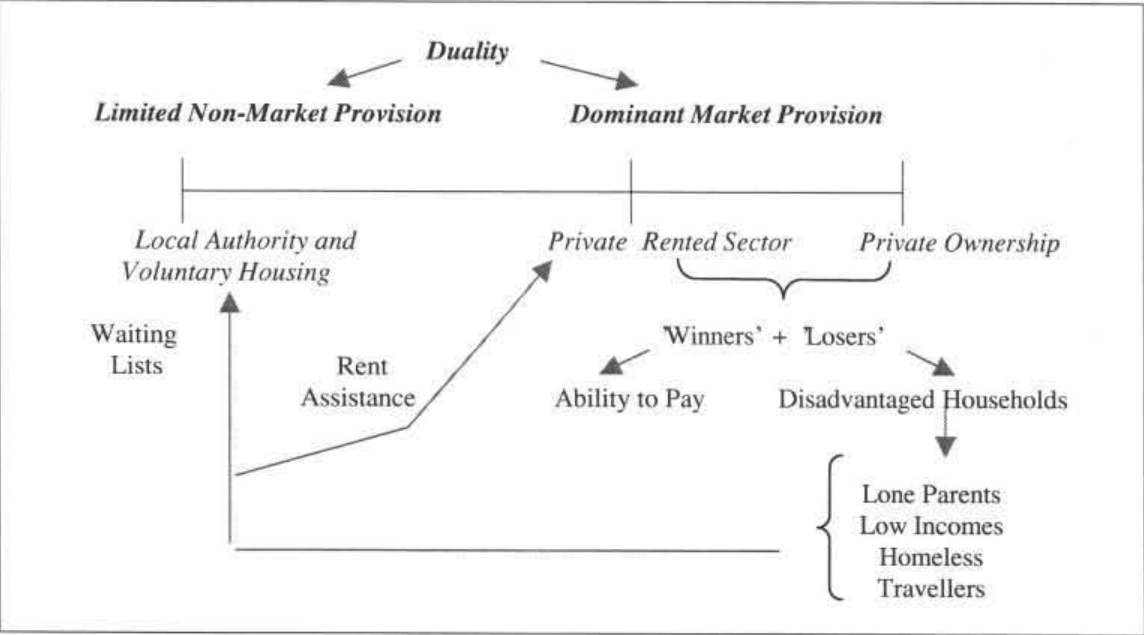 Duality
Limited Non-Market Provision
Dominant Market Provision
Local Authority and
Voluntary Housing
Private Rented Sector
Private Ownership
Waiting
Lists
Rent
Assistance
'Winners' + 'Losers'
Ability to Pay
Disadvantaged Households
Lone Parents
Low Incomes
Homeless
Travellers